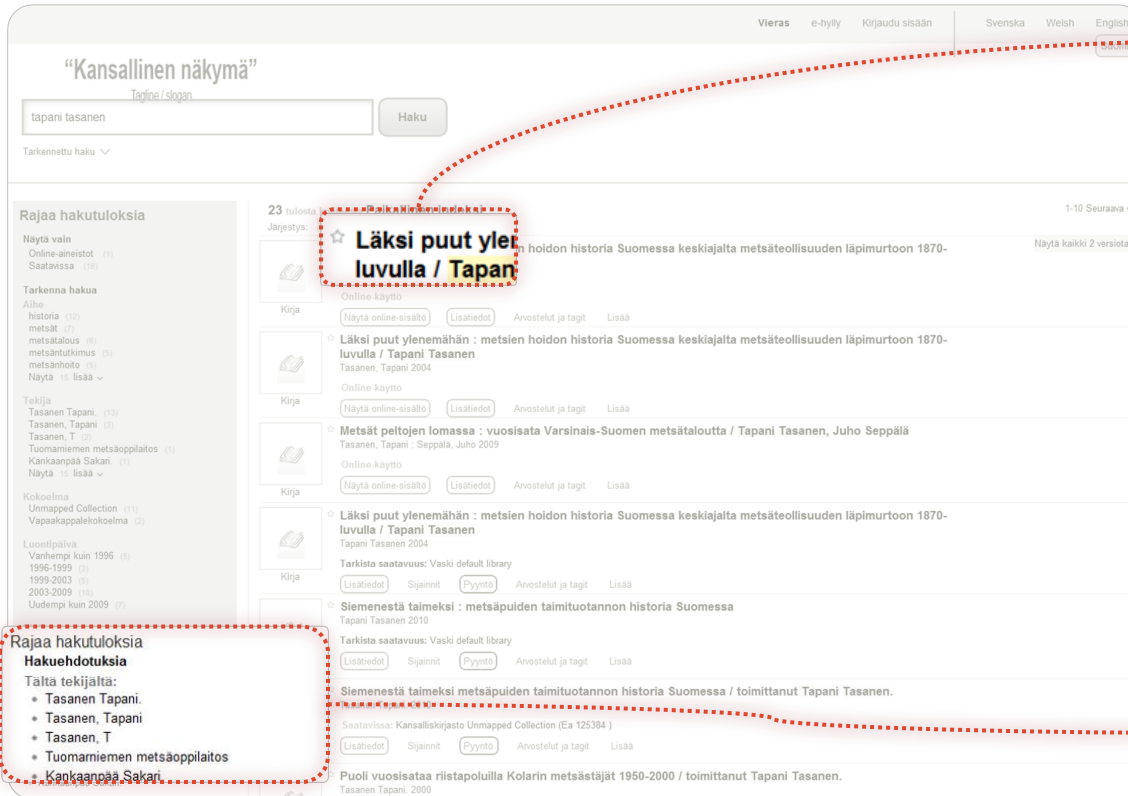 Vieras e-hylly Kirjaudu sisään Svenska Welsh English
Suomi
“Kansallinen näkymä”
Tagline / slogan
tapani tasanen
Haku
Tarkennettu haku
Rajaa hakutuloksia
Näytä vain
Online-aineistot (1)
Saatavissa (16)
Tarkenna hakua
Aihe
historia (12)
metsät (7)
metsätalous (6)
metsäntutkimus (5)
metsänhoito (5)
Näytä 15 lisää
Tekijä
Tasanen Tapani. (13)
Tasanen, Tapani (3)
Tasanen, T (2)
Tuomarniemen metsäoppilaitos (1)
Kankaanpää Sakari. (1)
Näytä 15 lisää
Kokoelma
Unmapped Collection (11)
Vapaakappalekokoelma (2)
Luontipäivä
Vanhempi kuin 1996 (5)
1996-1999 (3)
1999-2003 (5)
2003-2009 (10)
Uudempi kuin 2009 (7)
Rajaa hakutuloksia
Hakuehdotuksia
Tältä tekijältä:
Tasanen Tapani.
Tasanen, Tapani
Tasanen, T
Tuomarniemen metsäoppilaitos
Kankaanpää Sakari
23 tulosta
Paikallinen indeksi
1-10 Seuraava
Järjestys:
Läksi puut yle
luvulla / Tapan
n hoidon historia Suomessa keskiajalta metsäteollisuuden läpimurtoon 1870-
Näytä kaikki 2 versiota
Online-käyttö
Kirja
Näytä online-sisältö Lisätiedot Arvostelut ja tagit Lisää
Läksi puut ylenemähän : metsien hoidon historia Suomessa keskiajalta metsäteollisuuden läpimurtoon 1870-
luvulla / Tapani Tasanen
Tasanen, Tapani 2004
Online-käyttö
Kirja
Näytä online-sisältö Lisätiedot Arvostelut ja tagit Lisää
Metsät peltojen lomassa : vuosisata Varsinais-Suomen metsätaloutta / Tapani Tasanen, Juho Seppälä
Tasanen, Tapani ; Seppälä, Juho 2009
Online-käyttö
Kirja
Näytä online-sisältö Lisätiedot Arvostelut ja tagit Lisää
Läksi puut ylenemähän : metsien hoidon historia Suomessa keskiajalta metsäteollisuuden läpimurtoon 1870-
luvulla / Tapani Tasanen
Tapani Tasanen 2004
Tarkista saatavuus: Vaski default library
Kirja
Lisätiedot Sijainnit Pyyntö Arvostelut ja tagit Lisää
Siemenestä taimeksi : metsäpuiden taimituotannon historia Suomessa
Tapani Tasanen 2010
Tarkista saatavuus: Vaski default library
Lisätiedot Sijainnit Pyyntö Arvostelut ja tagit Lisää
Siemenestä taimeksi metsäpuiden taimituotannon historia Suomessa / toimittanut Tapani Tasanen.
Tasanen Tapani. 2010
Saatavissa: Kansalliskirjasto Unmapped Collection (Ea 125384 )
Lisätiedot Sijainnit Pyyntö Arvostelut ja tagit Lisää
Puoli vuosisataa riistapoluilla Kolarin metsästäjät 1950-2000 / toimittanut Tapani Tasanen.
Tasanen Tapani. 2000